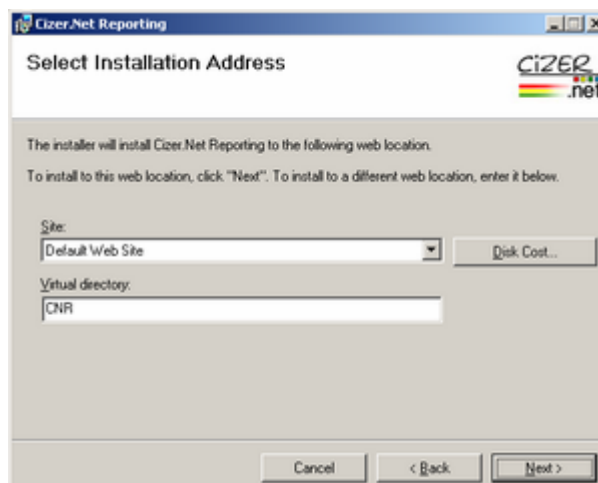 Cizer.Net Reporting
Select Installation Address
CiZER
.net
The installer will install Cizer.Net Reporting to the following web location.
To install to this web location, click "Next". To install to a different web location, enter it below.
Site:
Default Web Site
Disk Cost...
Virtual directory:
CNR
Cancel
< Back
Next >